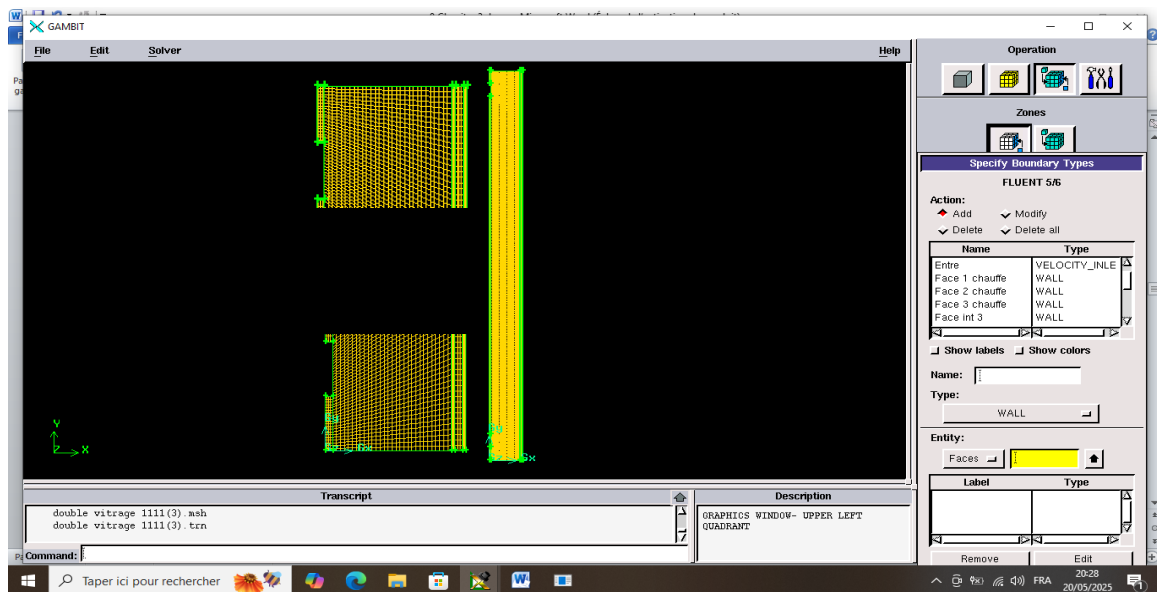 GAMBIT
File Edit Solver Help
Operation
Zones
Specify Boundary Types
FLUENT 5/6
Action:
Add Modify
Delete Delete all
Name Type
Entre VELOCITY_INLE
Face 1 chauffe WALL
Face 2 chauffe WALL
Face 3 chauffe WALL
Face int 3 WALL
Show labels Show colors
Name:
Type:
WALL
Entity:
Faces
Label Type
Remove Edit
Y
Z X
Gx
Gx
Transcript
double vitrage 1111(3).msh
double vitrage 1111(3).trn
Command:
Description
GRAPHICS WINDOW- UPPER LEFT
QUADRANT
Taper ici pour rechercher
FRA
20:28
20/05/2025